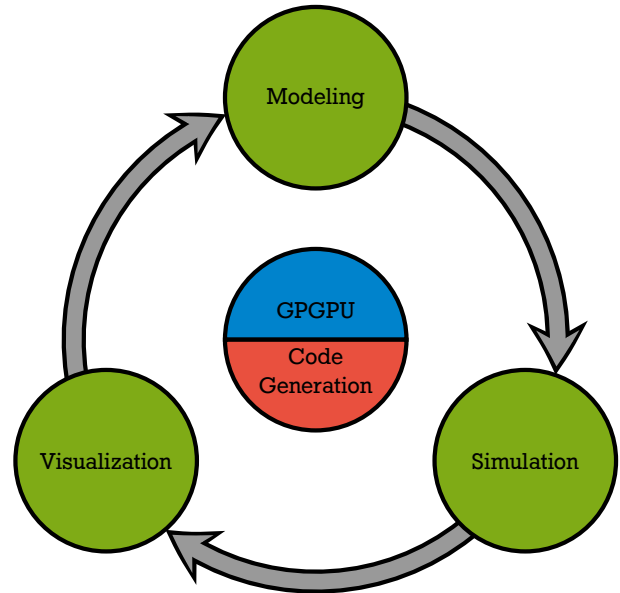 Modeling
GPGPU
Code
Generation
Visualization
Simulation